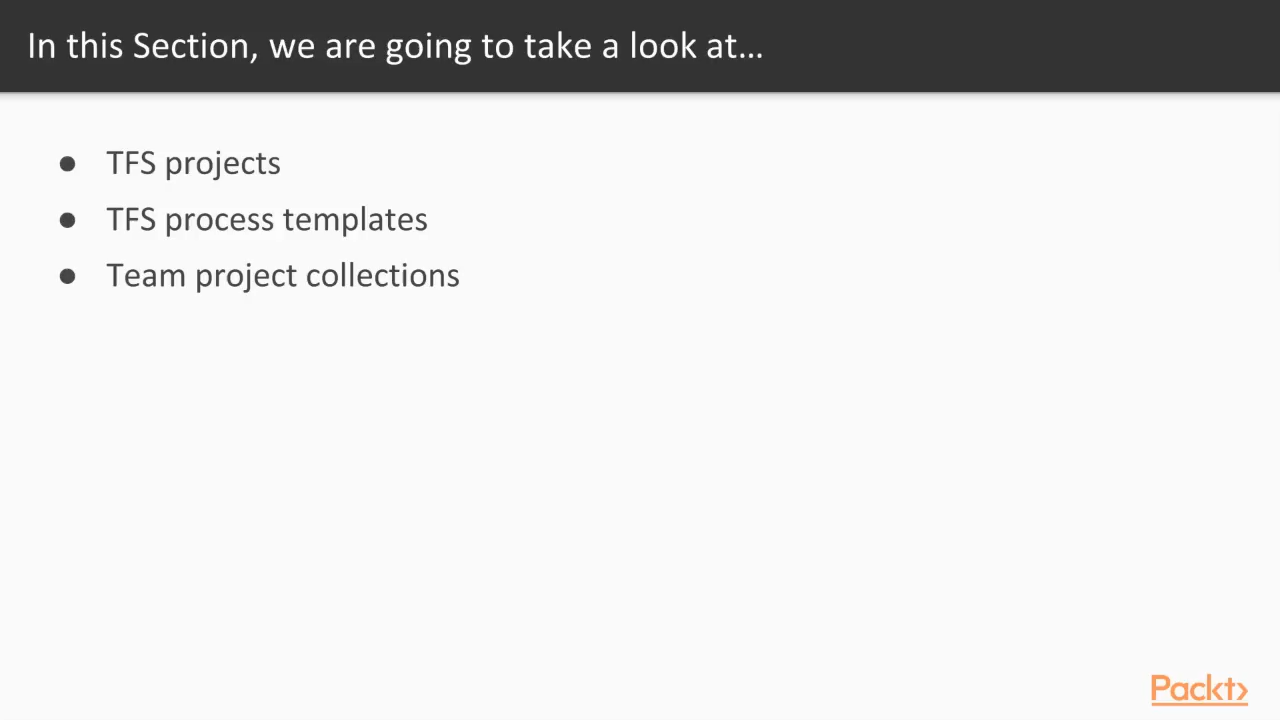 In this Section, we are going to take a look at…
● TFS projects
● TFS process templates
● Team project collections
Packt>